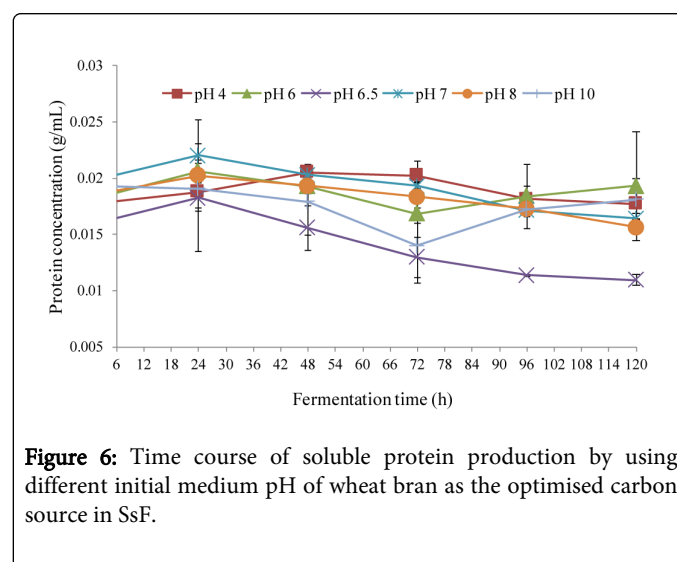 0.03
pH 4 pH 6 pH 6.5 pH 7 pH 8 pH 10
0.025
0.02
0.015
0.01
0.005
Protein concentration (g/mL)
6 12 18 24 30 36 42 48 54 60 66 72 78 84 90 96 102 108 114 120
Fermentation time (h)
Figure 6: Time course of soluble protein production by using
different initial medium pH of wheat bran as the optimised carbon
source in SsF.